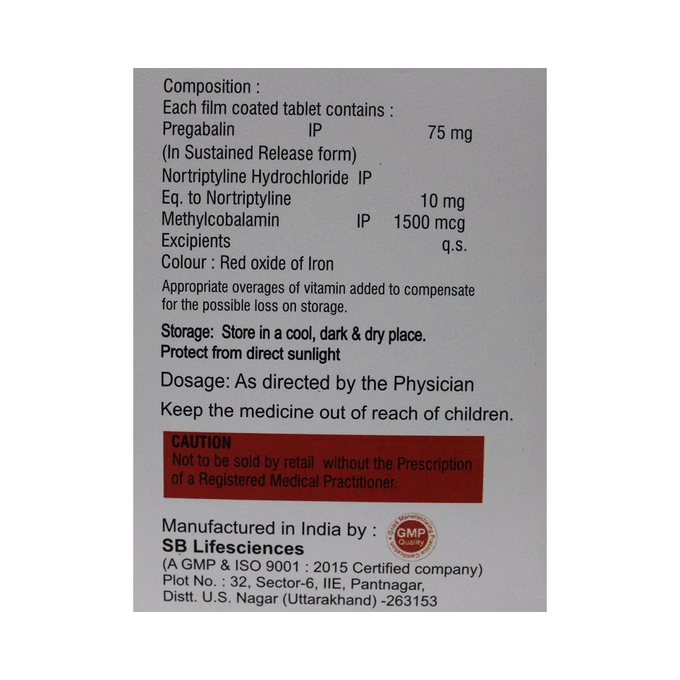 Composition :
Each film coated tablet contains :
Pregabalin IP 75 mg
(In Sustained Release form)
Nortriptyline Hydrochloride IP
Eq. to Nortriptyline 10 mg
Methylcobalamin IP 1500 mcg
Excipients q.s.
Colour : Red oxide of Iron
Appropriate overages of vitamin added to compensate
for the possible loss on storage.
Storage: Store in a cool, dark & dry place.
Protect from direct sunlight
Dosage: As directed by the Physician
Keep the medicine out of reach of children.
CAUTION
Not to be sold by retail without the Prescription
of a Registered Medical Practitioner.
Manufactured in India by :
SB Lifesciences
(A GMP & ISO 9001 : 2015 Certified company)
Plot No. : 32, Sector-6, IIE, Pantnagar,
Distt. U.S. Nagar (Uttarakhand) -263153
Good Manufacturing Practice
GMP
Quality